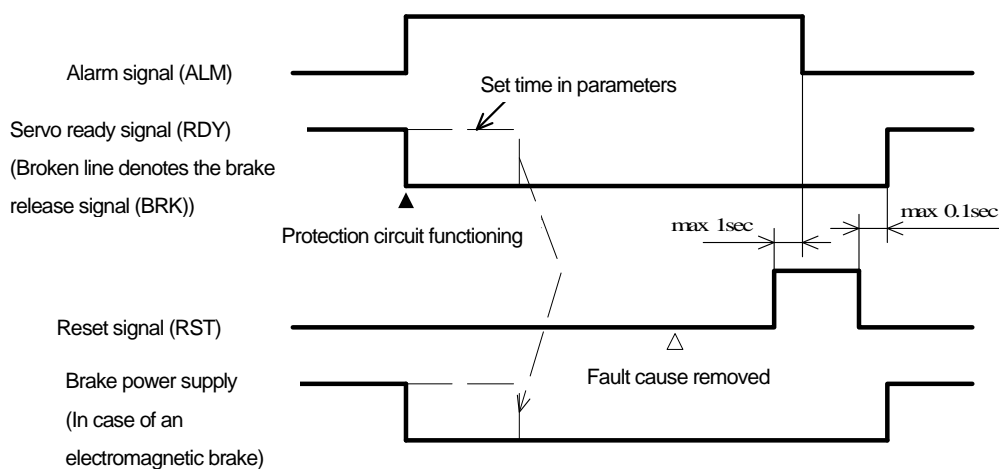 Alarm signal (ALM)
Set time in parameters
Servo ready signal (RDY)
(Broken line denotes the brake
release signal (BRK))
Protection circuit functioning
max 1sec
max 0.1sec
Reset signal (RST)
Fault cause removed
Brake power supply
(In case of an
electromagnetic brake)